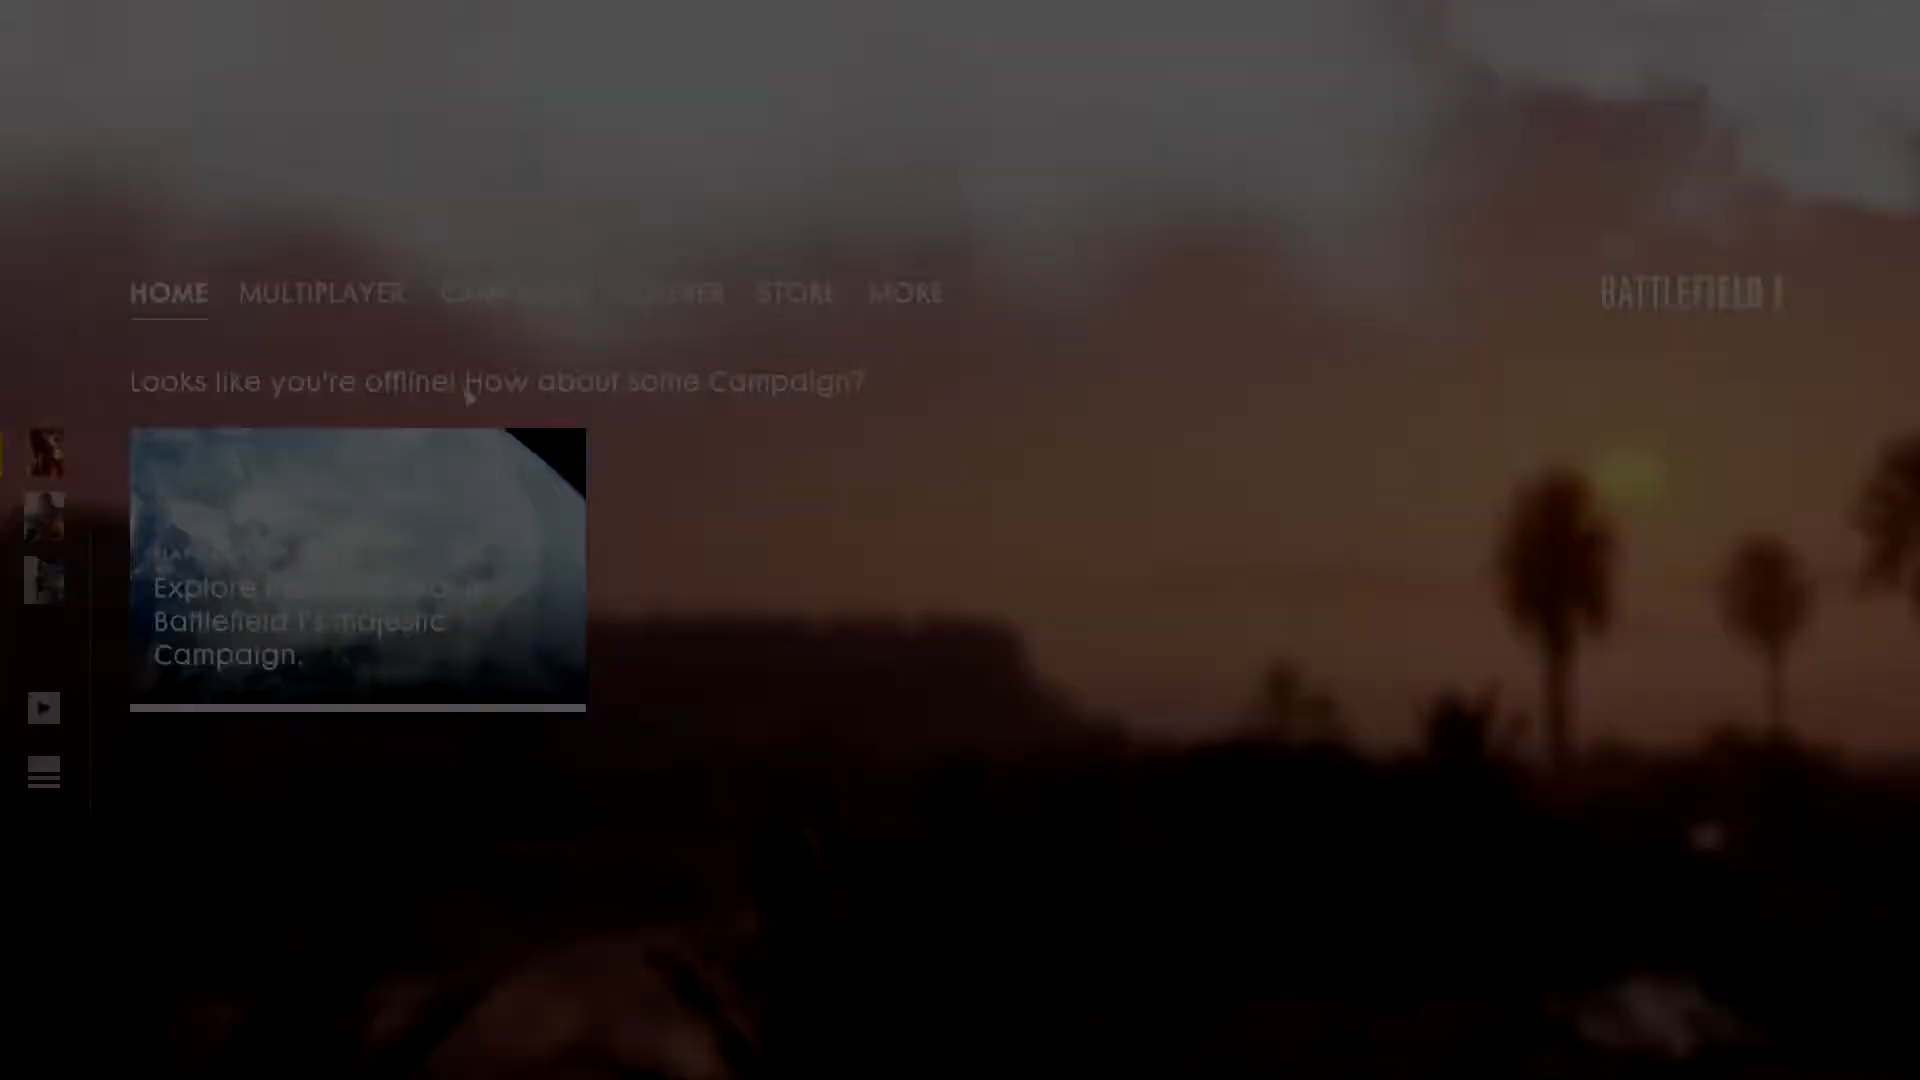 HOME MULTIPLAYER STORE MORE
BATTLEFIELD 1
Looks like you're offline! How about some Campaign?
Explore
Battlefield 1's majestic
Campaign.